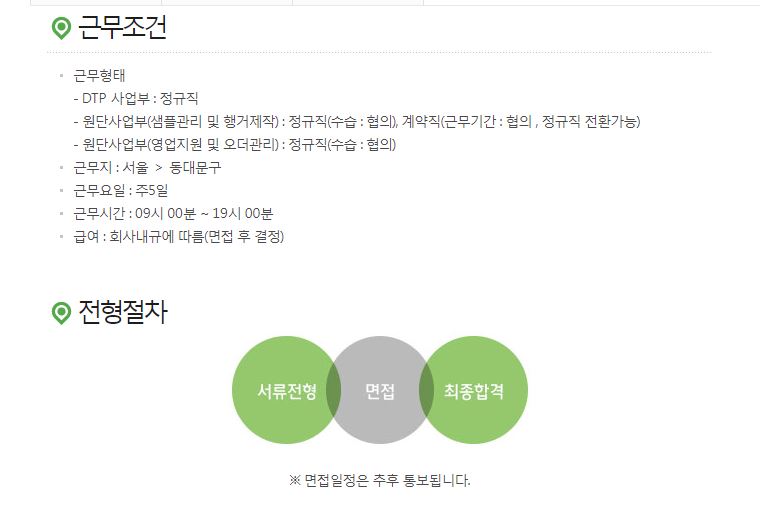 근무조건
근무형태
- DTP 사업부 : 정규직
- 원단사업부(샘플관리 및 행거제작) : 정규직(수습 : 협의), 계약직(근무기간 : 협의 , 정규직 전환가능)
- 원단사업부(영업지원 및 오더관리) : 정규직(수습 : 협의)
근무지 : 서울 > 동대문구
근무요일 : 주5일
근무시간 : 09시 00분 ~ 19시 00분
급여 : 회사내규에 따름(면접 후 결정)
전형절차
서류전형 면접 최종합격
※ 면접일정은 추후 통보됩니다.